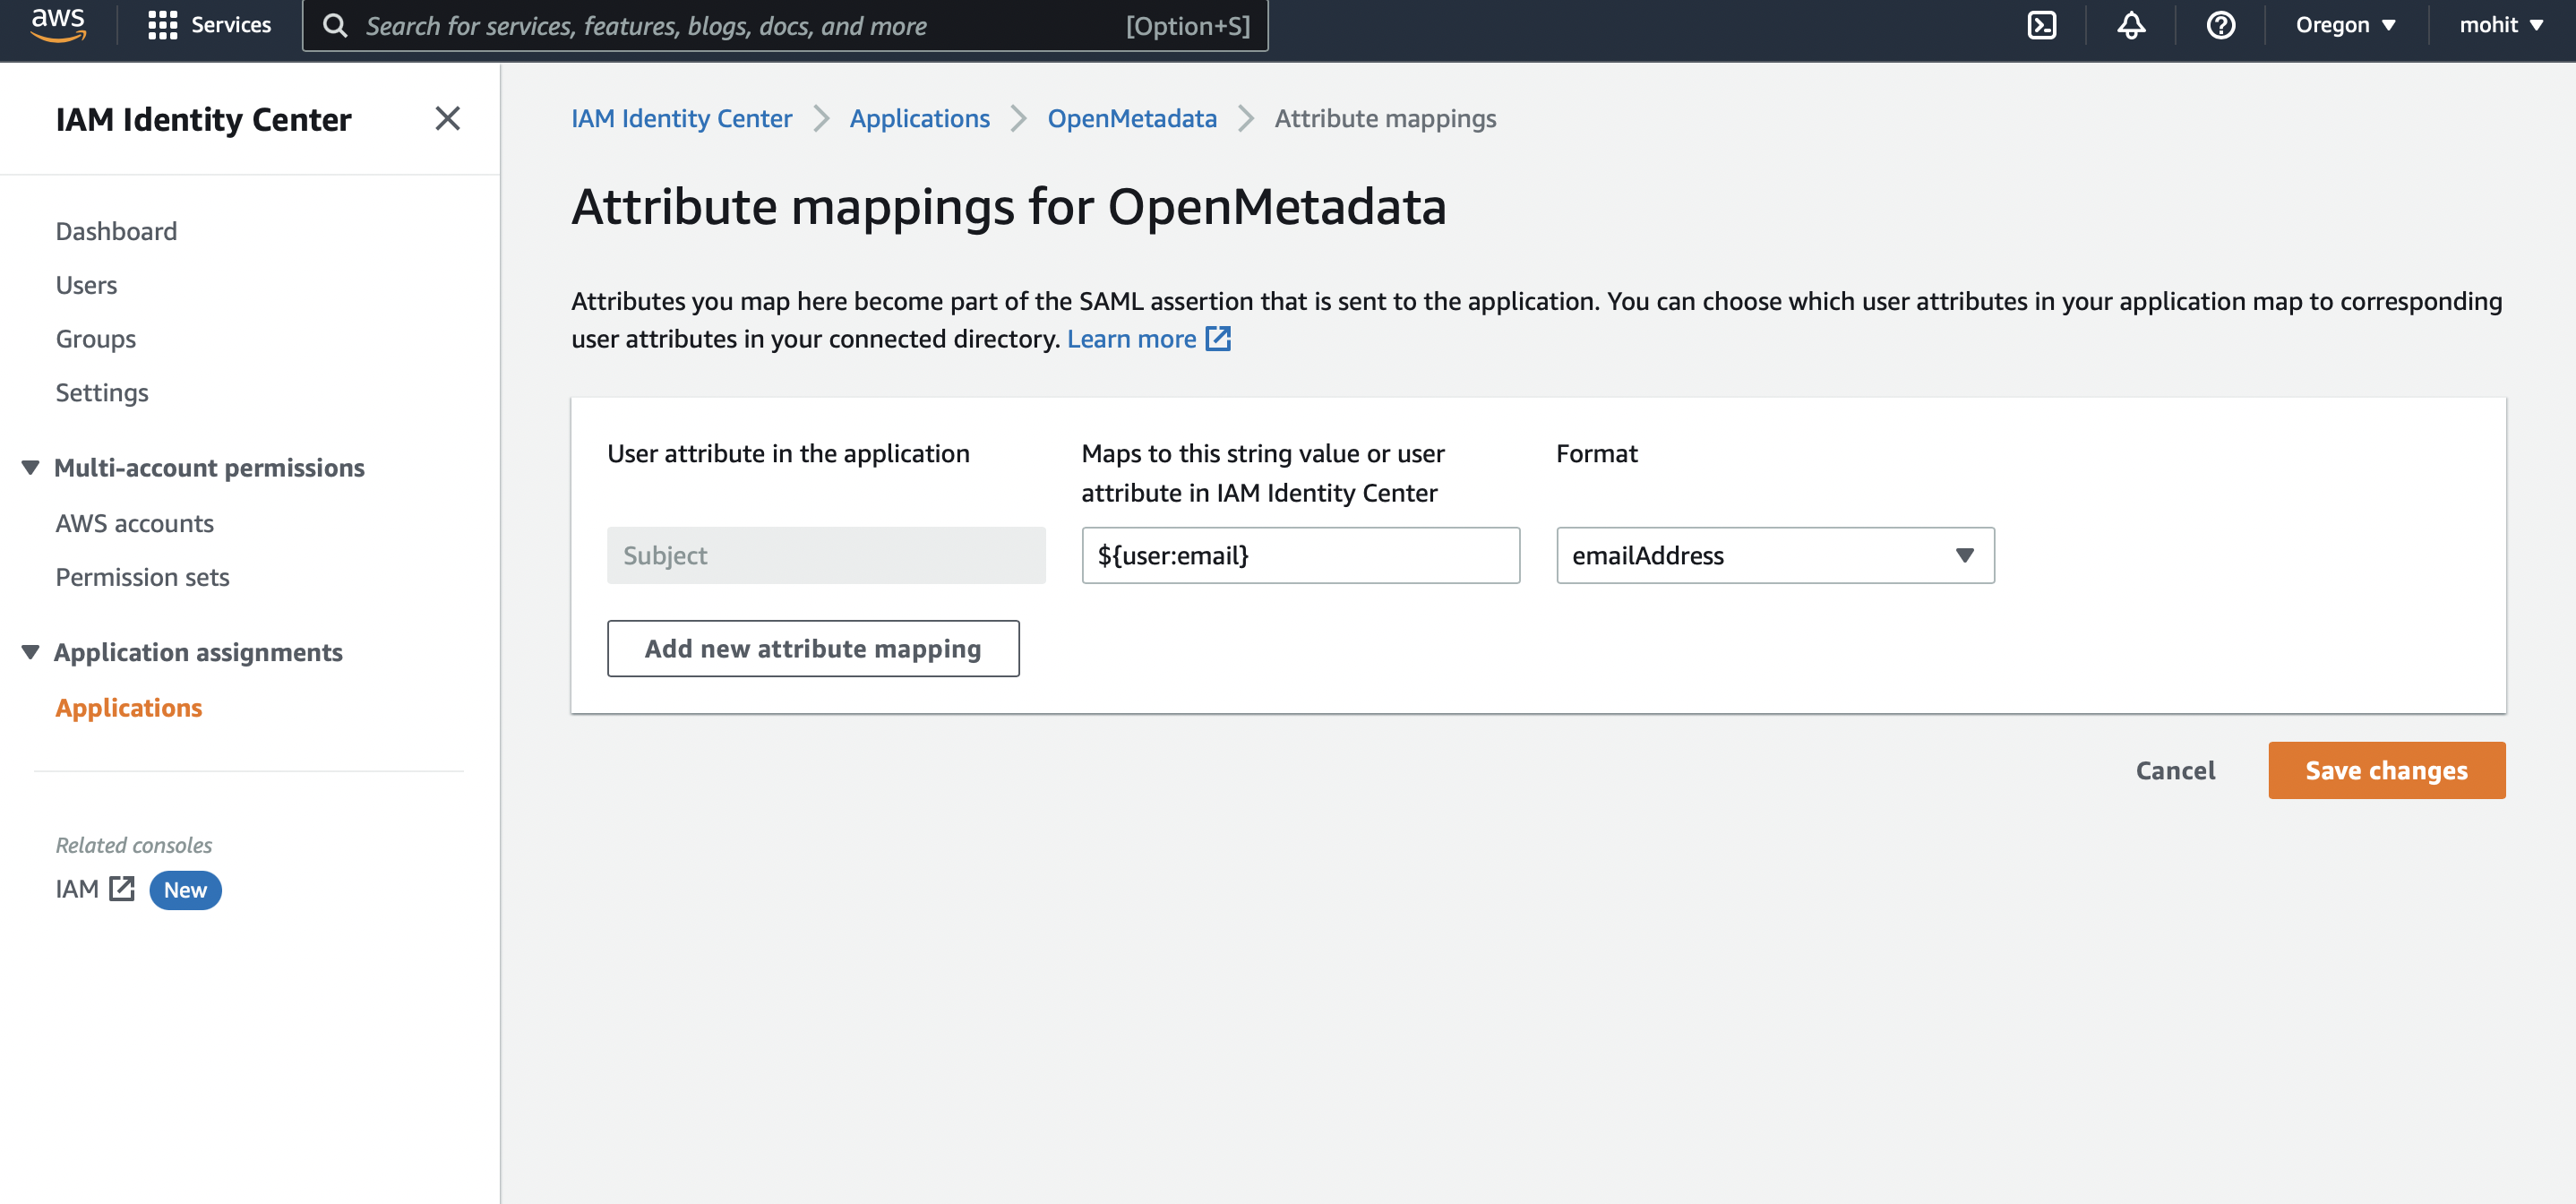 aws
Services
Search for services, features, blogs, docs, and more
[Option+S]
Oregon
mohit
IAM Identity Center
Dashboard
Users
Groups
Settings
Multi-account permissions
AWS accounts
Permission sets
Application assignments
Applications
Related consoles
IAM
New
IAM Identity Center
Applications
OpenMetadata
Attribute mappings
Attribute mappings for OpenMetadata
Attributes you map here become part of the SAML assertion that is sent to the application. You can choose which user attributes in your application map to corresponding
user attributes in your connected directory. Learn more
User attribute in the application
Maps to this string value or user
attribute in IAM Identity Center
Format
Subject
${user:email}
emailAddress
Add new attribute mapping
Cancel
Save changes